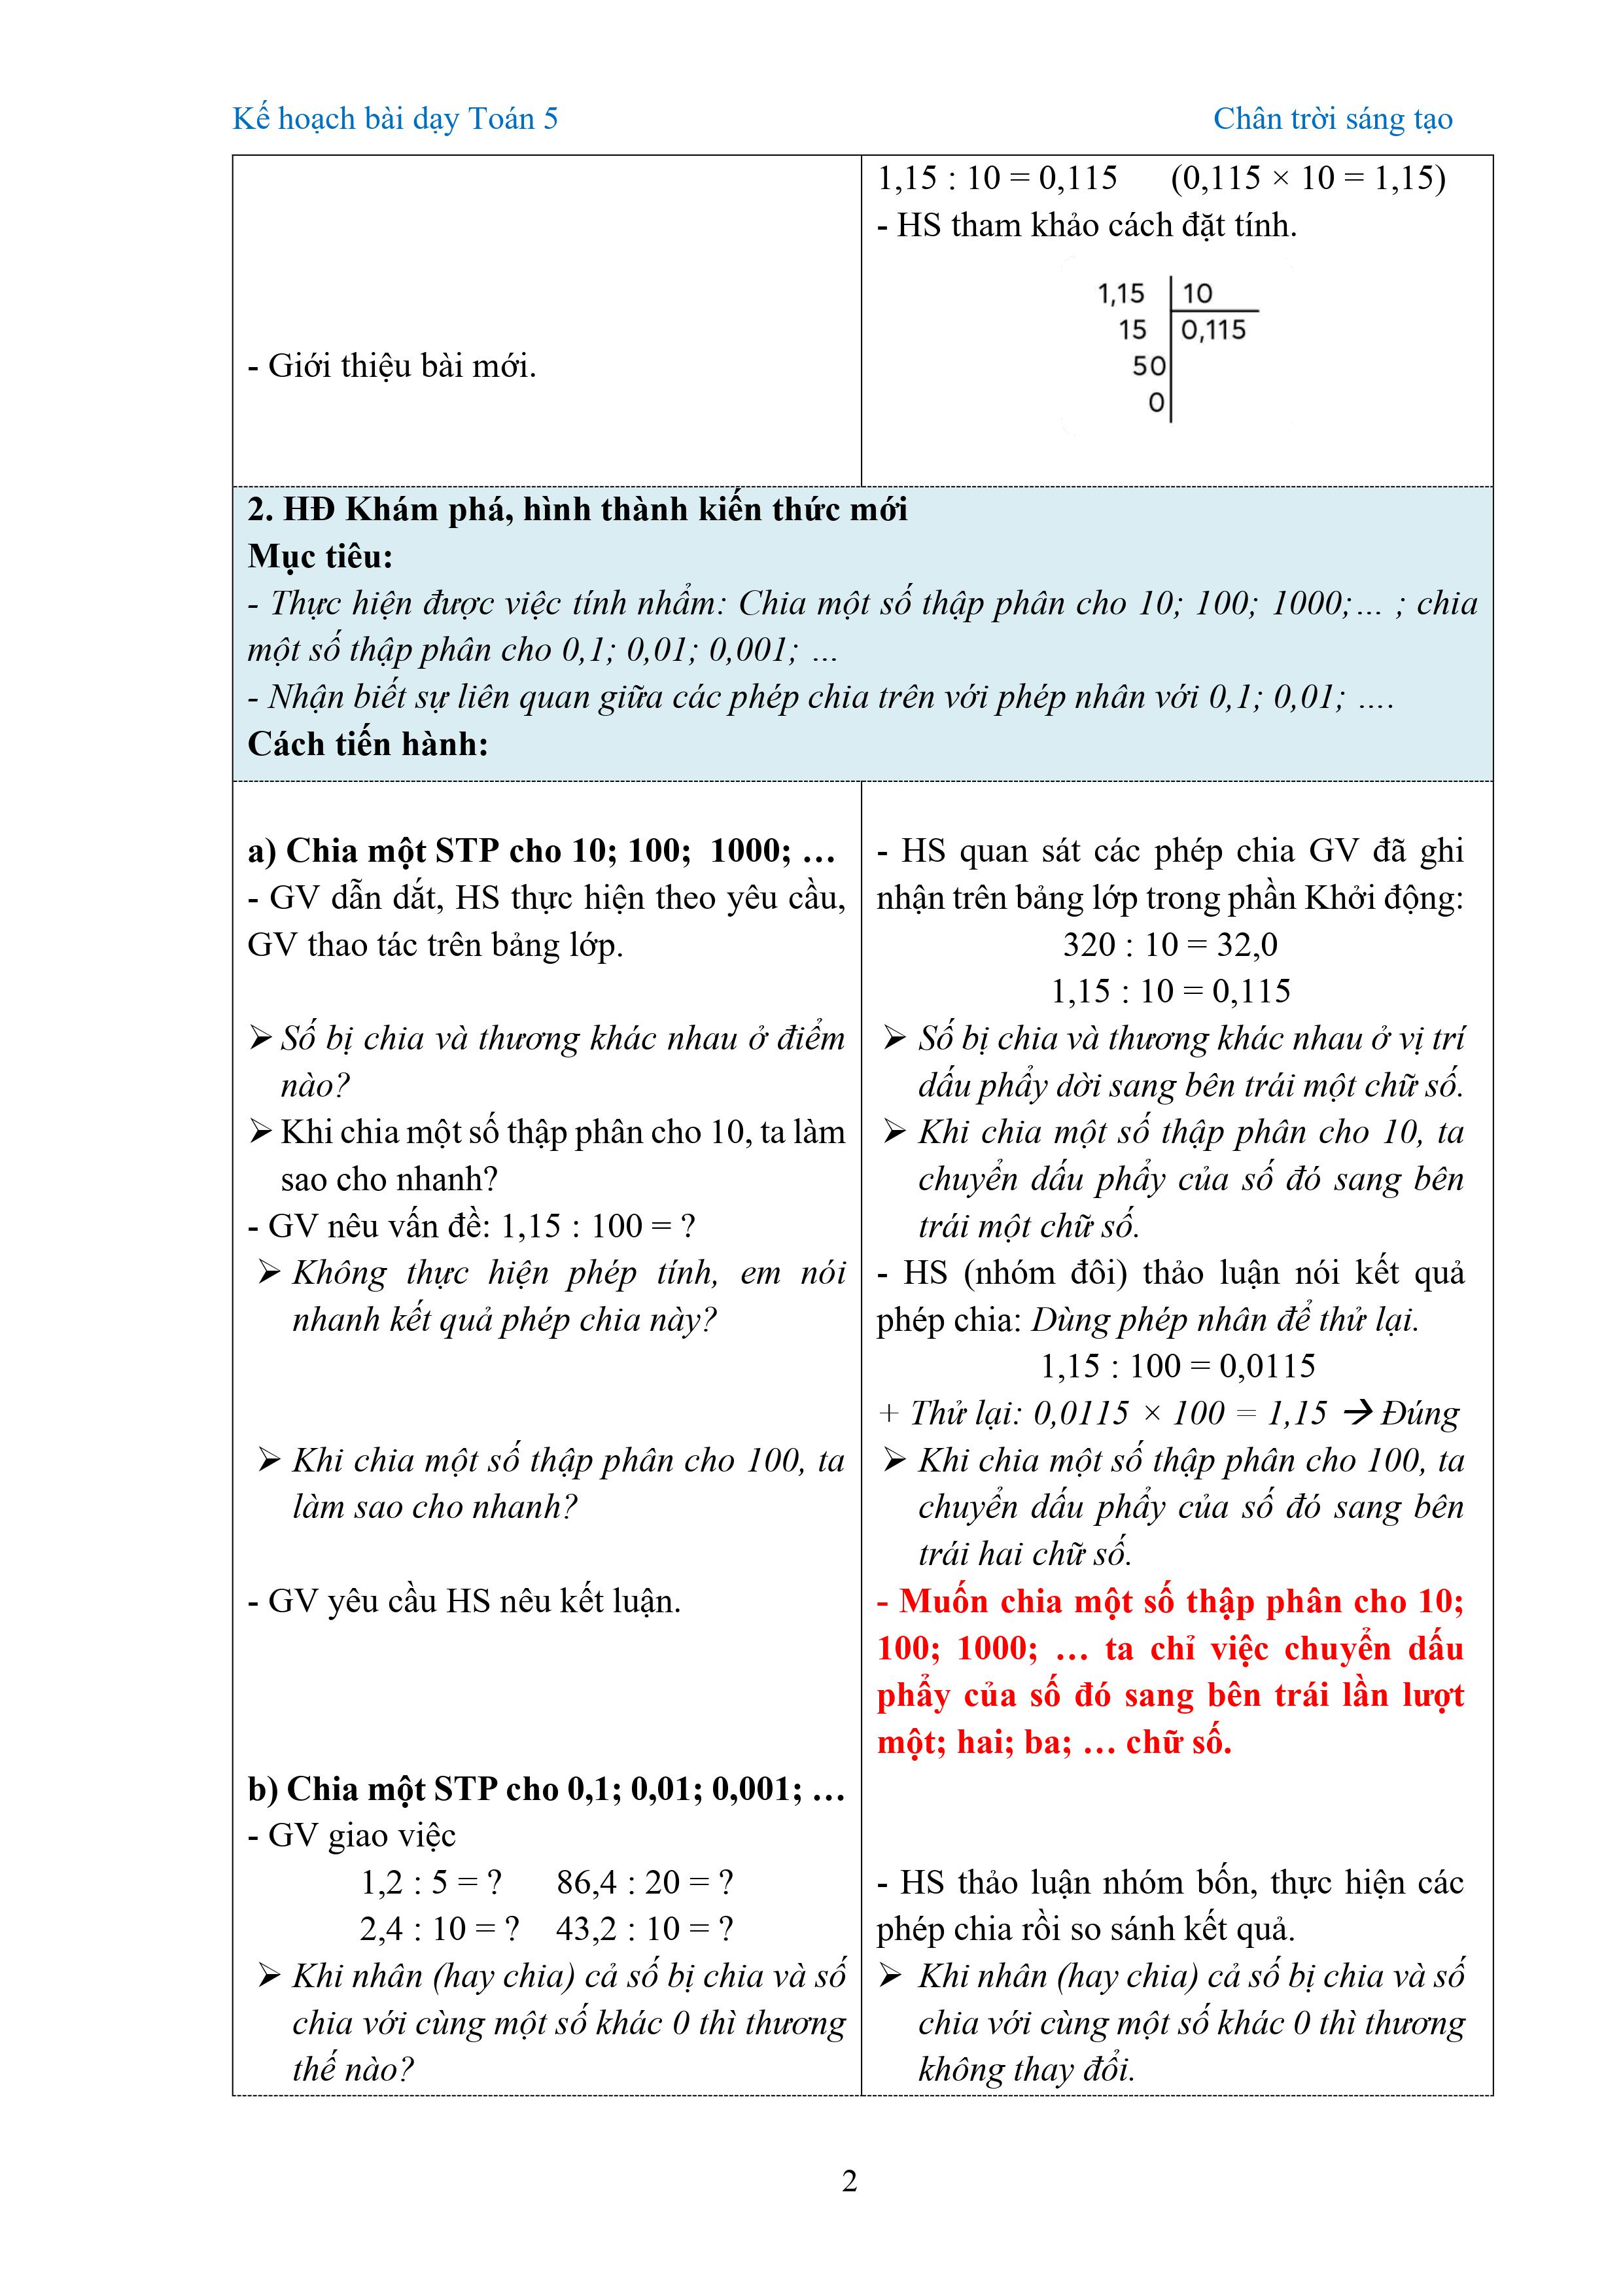 Kế hoạch bài dạy Toán 5
Chân trời sáng tạo
- Giới thiệu bài mới.
1,15 : 10 = 0,115 (0,115 × 10 = 1,15)
- HS tham khảo cách đặt tính.
1,15 10
15 0,115
50
0
2. HĐ Khám phá, hình thành kiến thức mới
Mục tiêu:
- Thực hiện được việc tính nhẩm: Chia một số thập phân cho 10; 100; 1000;… ; chia
một số thập phân cho 0,1; 0,01; 0,001; …
- Nhận biết sự liên quan giữa các phép chia trên với phép nhân với 0,1; 0,01; ….
Cách tiến hành:
a) Chia một STP cho 10; 100; 1000; …
- GV dẫn dắt, HS thực hiện theo yêu cầu,
GV thao tác trên bảng lớp.
➢ Số bị chia và thương khác nhau ở điểm
nào?
➢ Khi chia một số thập phân cho 10, ta làm
sao cho nhanh?
- GV nêu vấn đề: 1,15 : 100 = ?
➢ Không thực hiện phép tính, em nói
nhanh kết quả phép chia này?
➢ Khi chia một số thập phân cho 100, ta
làm sao cho nhanh?
- GV yêu cầu HS nêu kết luận.
b) Chia một STP cho 0,1; 0,01; 0,001; …
- GV giao việc
1,2 : 5 = ? 86,4 : 20 = ?
2,4 : 10 = ? 43,2 : 10 = ?
➢ Khi nhân (hay chia) cả số bị chia và số
chia với cùng một số khác 0 thì thương
thế nào?
- HS quan sát các phép chia GV đã ghi
nhận trên bảng lớp trong phần Khởi động:
320 : 10 = 32,0
1,15 : 10 = 0,115
➢ Số bị chia và thương khác nhau ở vị trí
dấu phẩy dời sang bên trái một chữ số.
➢ Khi chia một số thập phân cho 10, ta
chuyển dấu phẩy của số đó sang bên
trái một chữ số.
- HS (nhóm đôi) thảo luận nói kết quả
phép chia: Dùng phép nhân để thử lại.
1,15 : 100 = 0,0115
+ Thử lại: 0,0115 × 100 = 1,15 → Đúng
➢ Khi chia một số thập phân cho 100, ta
chuyển dấu phẩy của số đó sang bên
trái hai chữ số.
- Muốn chia một số thập phân cho 10;
100; 1000; … ta chỉ việc chuyển dấu
phẩy của số đó sang bên trái lần lượt
một; hai; ba; … chữ số.
- HS thảo luận nhóm bốn, thực hiện các
phép chia rồi so sánh kết quả.
➢ Khi nhân (hay chia) cả số bị chia và số
chia với cùng một số khác 0 thì thương
không thay đổi.
2